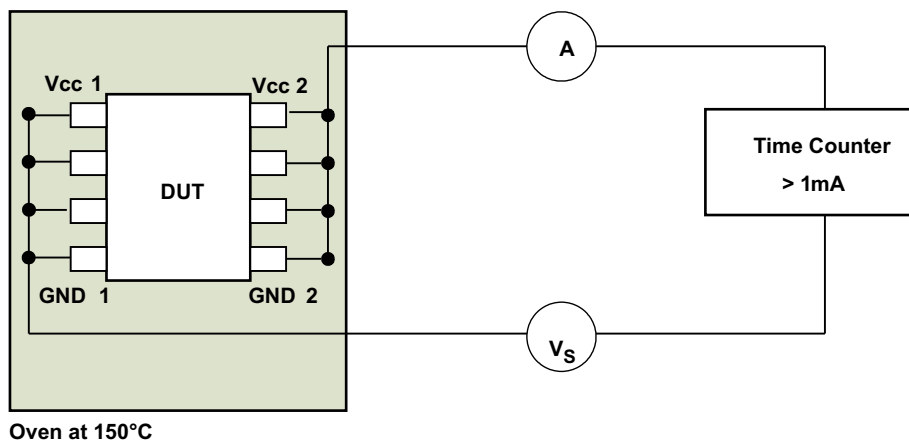 A
Vcc 1
Vcc 2
Time Counter
> 1mA
DUT
GND 1
GND 2
VS
Oven at 150°C